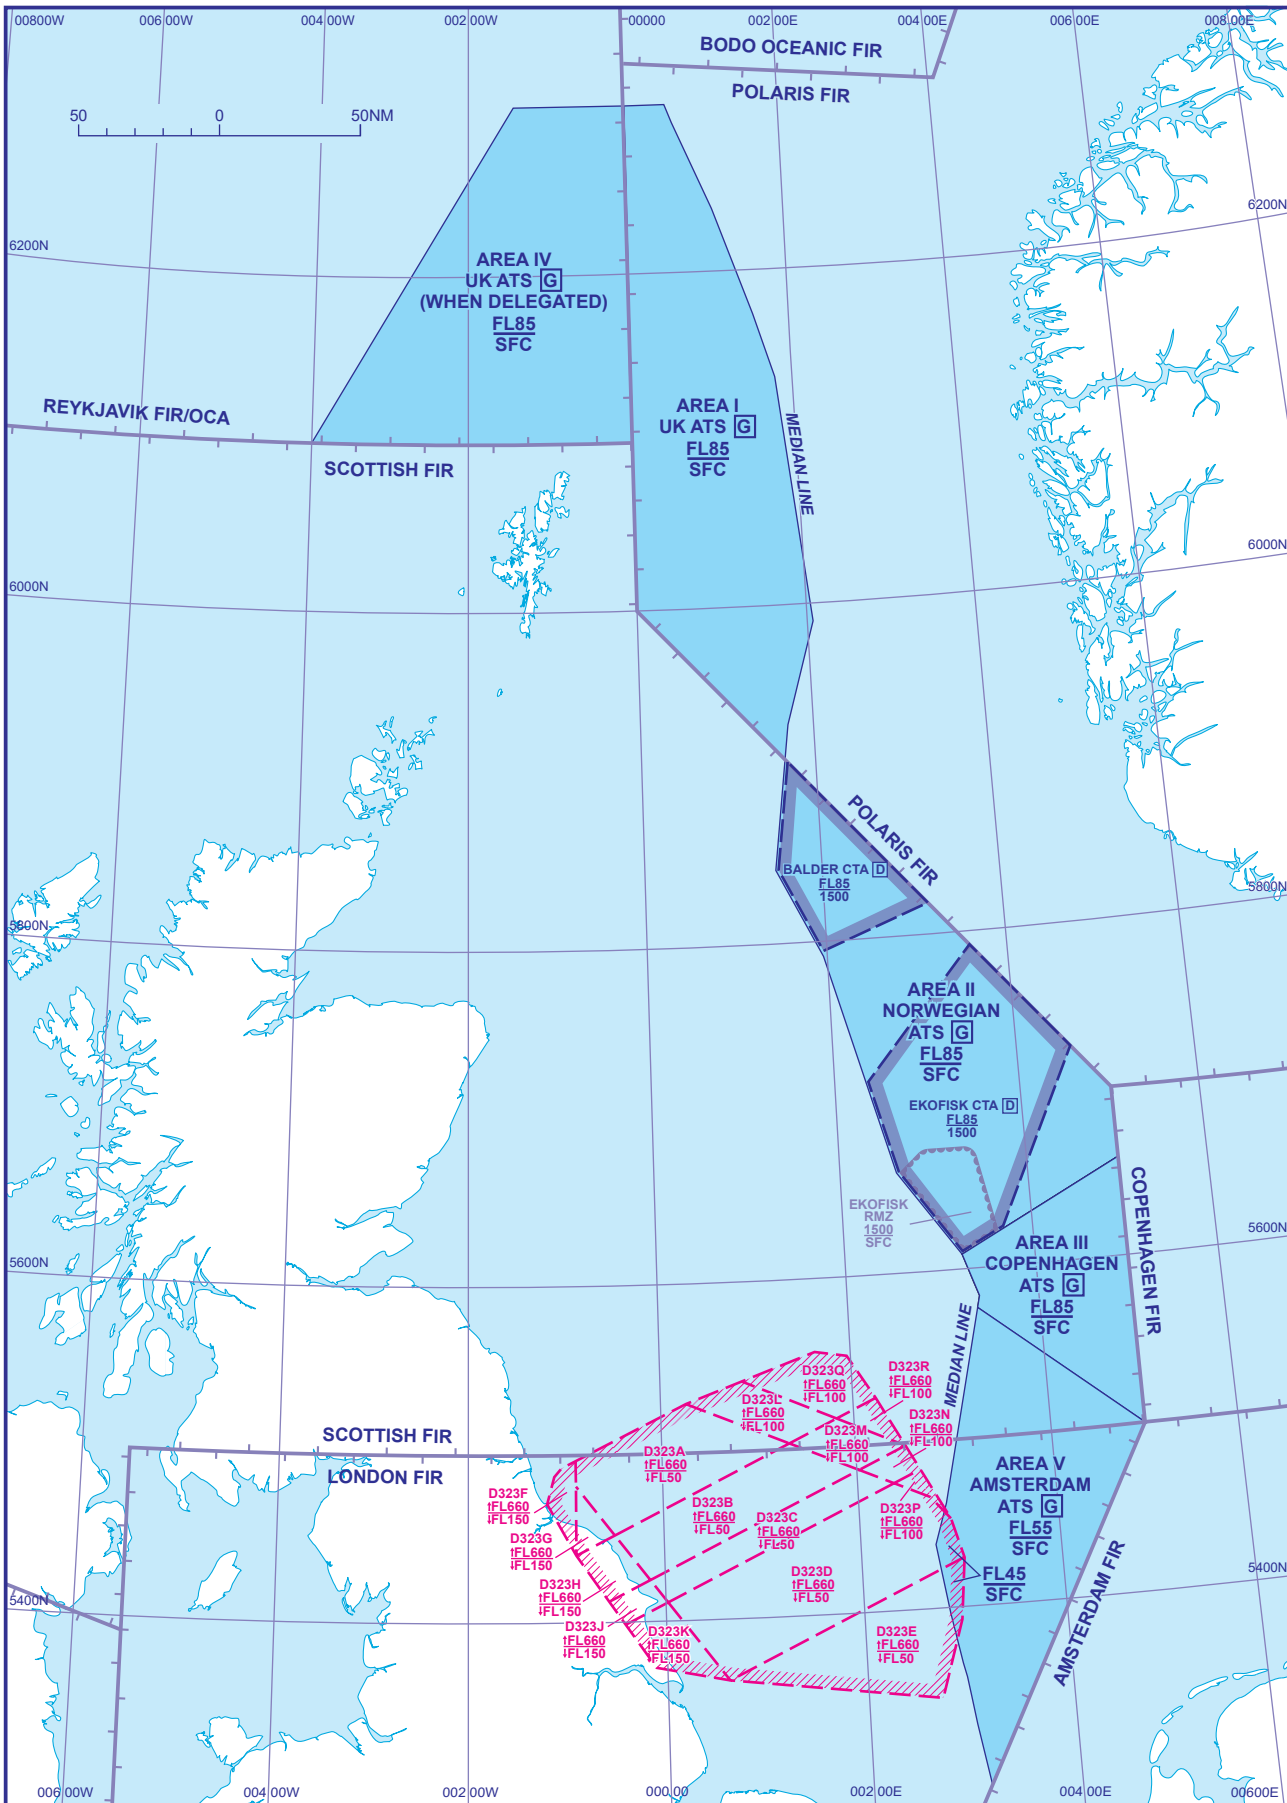 008 00W
006 00W
004 00W
002 00W
00000
002 00E
004 00E
006 00E
008 00E
BODO OCEANIC FIR
POLARIS FIR
50
0
50NM
6200N
6200N
AREA IV
UK ATS G
(WHEN DELEGATED)
FL85
SFC
REYKJAVIK FIR/OCA
SCOTTISH FIR
AREA I
UK ATS G
FL85
SFC
MEDIAN LINE
6000N
6000N
POLARIS FIR
BALDER CTA D
FL85
1500
5800N
5800N
AREA II
NORWEGIAN
ATS G
FL85
SFC
EKOFISK CTA D
FL85
1500
EKOFISK
RMZ
1500
SFC
COPENHAGEN FIR
5600N
5600N
AREA III
COPENHAGEN
ATS G
FL85
SFC
MEDIAN LINE
D323Q
↑FL660
↓FL100
D323R
↑FL660
↓FL100
D323L
↑FL660
↓FL100
D323N
↑FL660
↓FL100
D323M
↑FL660
↓FL100
SCOTTISH FIR
LONDON FIR
D323A
↑FL660
↓FL50
AREA V
AMSTERDAM
ATS G
FL55
SFC
D323F
↑FL660
↓FL150
D323B
↑FL660
↓FL50
D323C
↑FL660
↓FL50
D323P
↑FL660
↓FL100
D323G
↑FL660
↓FL150
D323H
↑FL660
↓FL150
D323D
↑FL660
↓FL50
FL45
SFC
AMSTERDAM FIR
5400N
5400N
D323J
↑FL660
↓FL150
D323K
↑FL660
↓FL150
D323E
↑FL660
↓FL50
006 00W
004 00W
002 00W
000 00
002 00E
004 00E
00600E